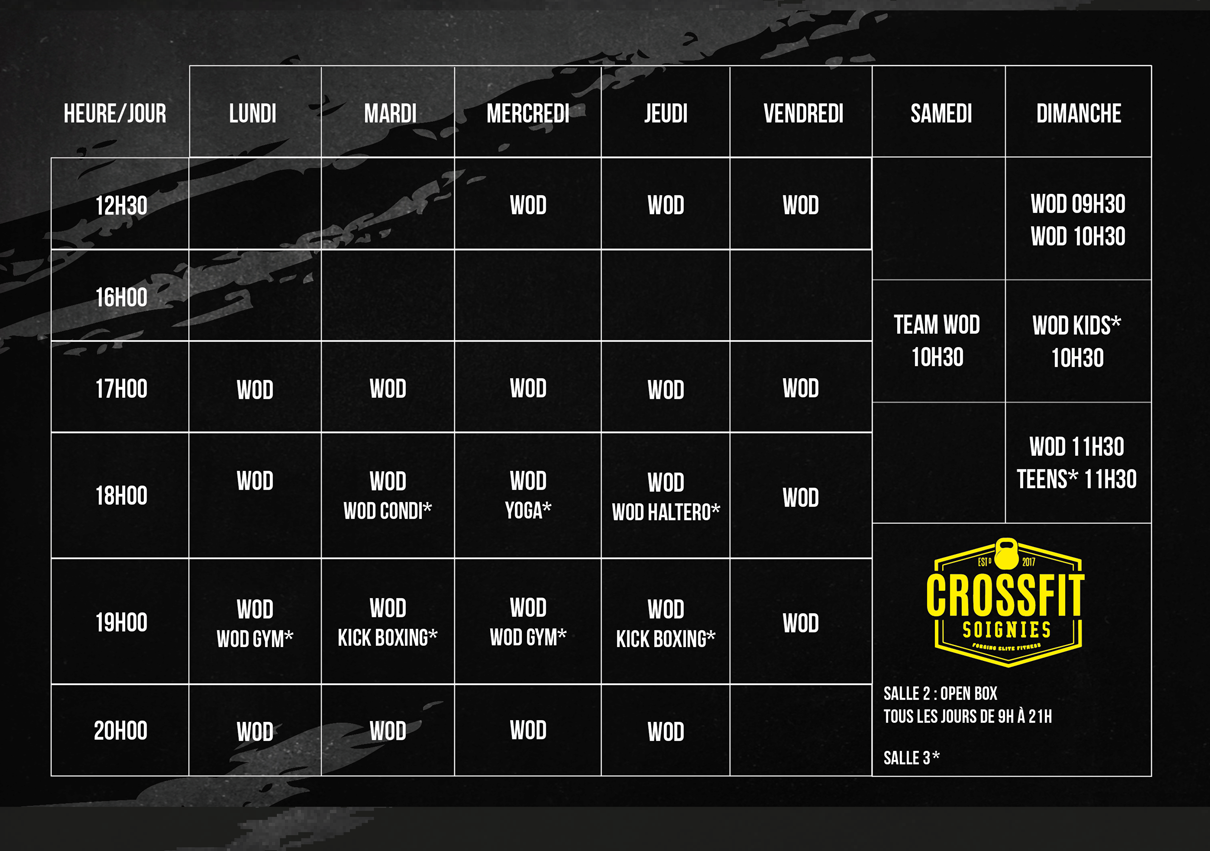 HEURE/JOUR LUNDI MARDI MERCREDI JEUDI VENDREDI SAMEDI DIMANCHE
12H30 WOD WOD WOD
WOD 09H30
WOD 10H30
16H00
TEAM WOD
10H30
WOD KIDS*
10H30
17H00 WOD WOD WOD WOD WOD
18H00
WOD
WOD
WOD CONDI*
WOD
YOGA*
WOD
WOD HALTERO*
WOD
WOD 11H30
TEENS* 11H30
19H00
WOD
WOD GYM*
WOD
KICK BOXING*
WOD
WOD GYM*
WOD
KICK BOXING*
WOD
20H00 WOD WOD WOD WOD
ESTD 2017
CROSSFIT
SOIGNIES
FORGING ELITE FITNESS
SALLE 2 : OPEN BOX
TOUS LES JOURS DE 9H À 21H
SALLE 3*